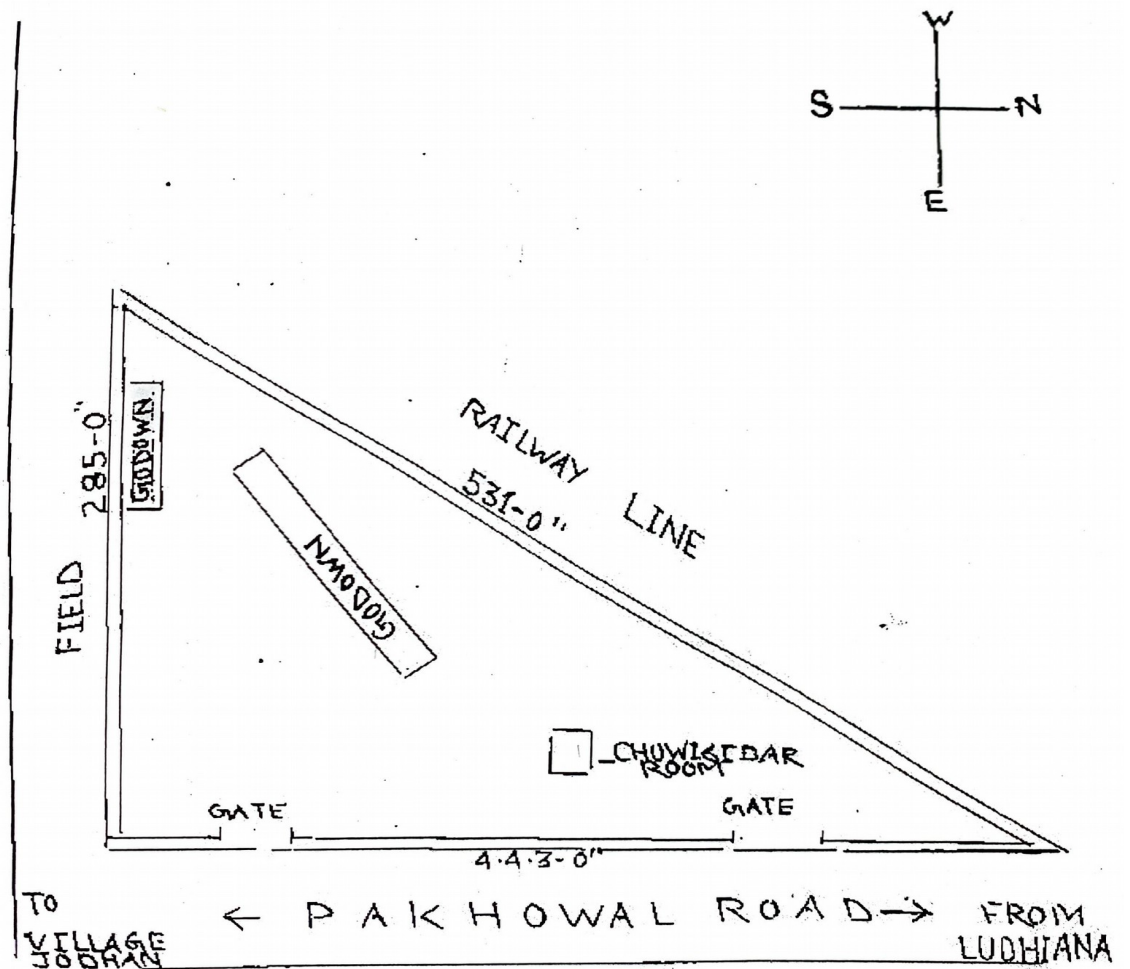 W
S N
E
RAILWAY LINE
531-0"
285-0"
FIELD
GODOWN
GODOWN
ROOM
GATE
GATE
4.4.3-0"
TO
VILLAGE
JODHAN
← PAKHOWAL ROAD →
FROM
LUDHIANA